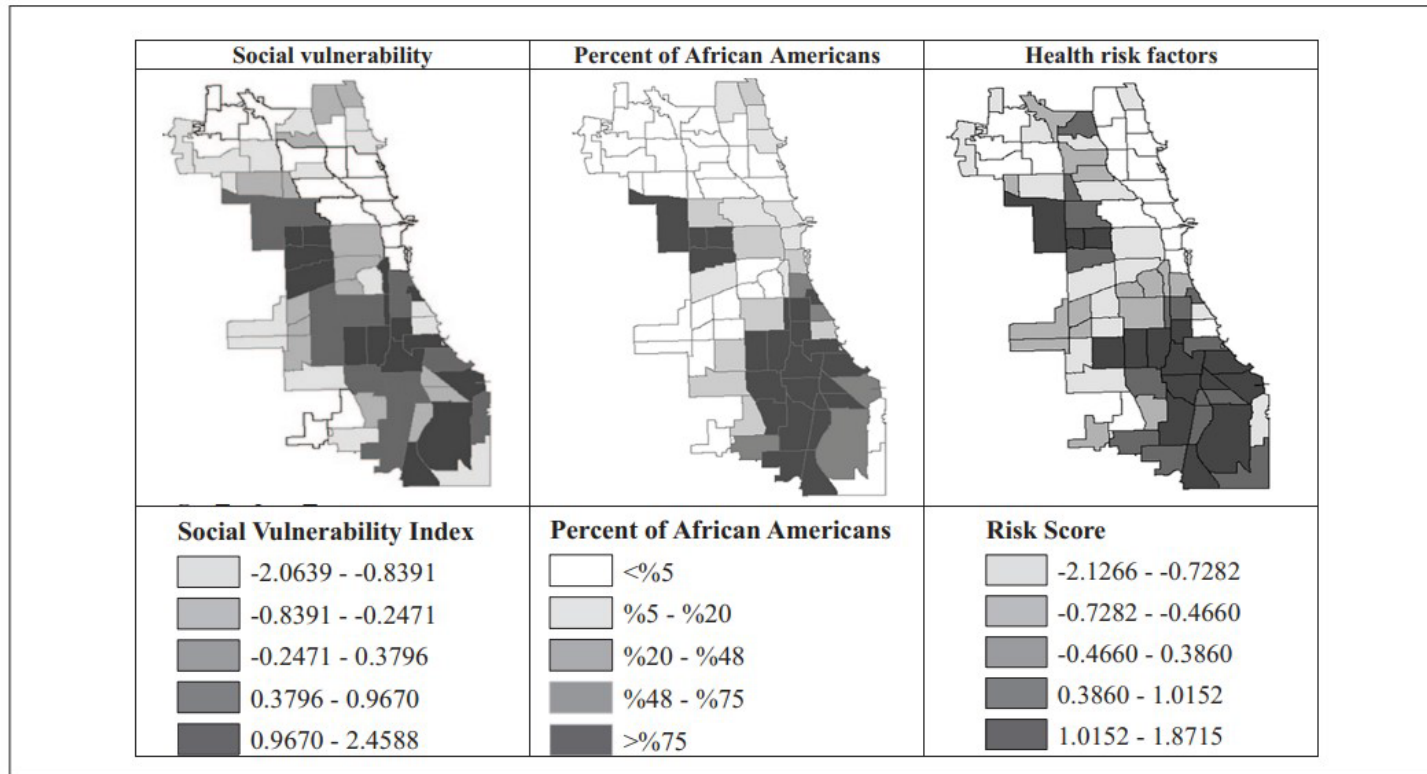 Social vulnerability
Percent of African Americans
Health risk factors
Social Vulnerability Index
-2.0639 - -0.8391
-0.8391 - -0.2471
-0.2471 - 0.3796
0.3796 - 0.9670
0.9670 - 2.4588
Percent of African Americans
<%5
%5 - %20
%20 - %48
%48 - %75
>%75
Risk Score
-2.1266 - -0.7282
-0.7282 - -0.4660
-0.4660 - 0.3860
0.3860 - 1.0152
1.0152 - 1.8715